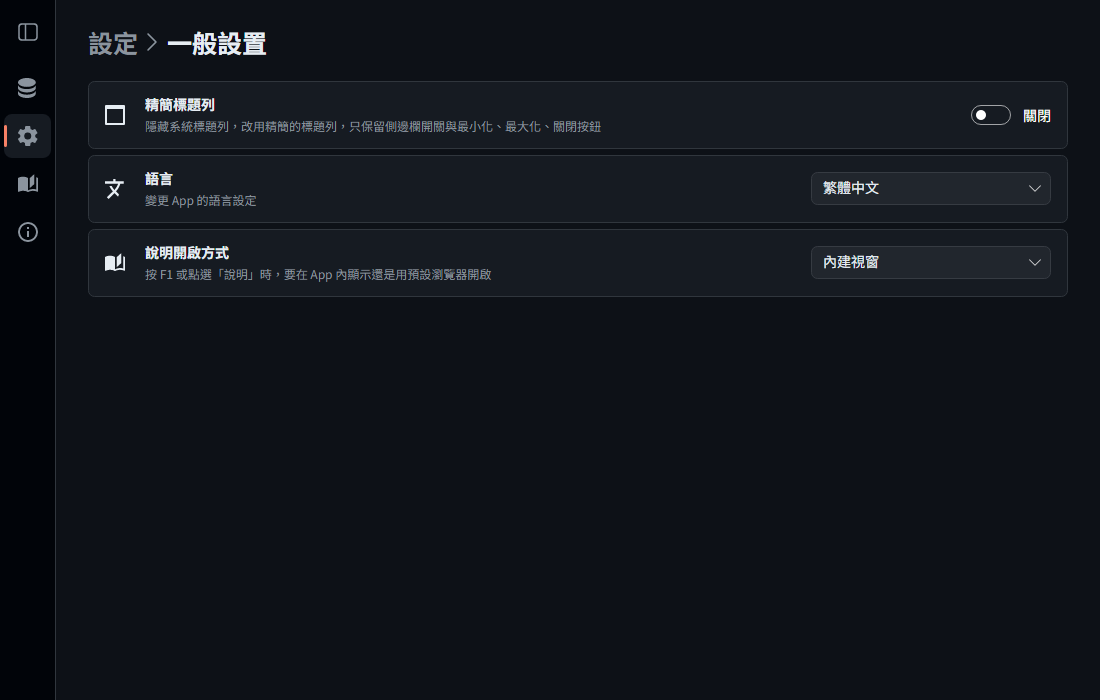 設定 > 一般設置
精簡標題列
隱藏系統標題列，改用精簡的標題列，只保留側邊欄開關與最小化、最大化、關閉按鈕
關閉
語言
變更 App 的語言設定
繁體中文
說明開啟方式
按 F1 或點選「說明」時，要在 App 內顯示還是用預設瀏覽器開啟
內建視窗